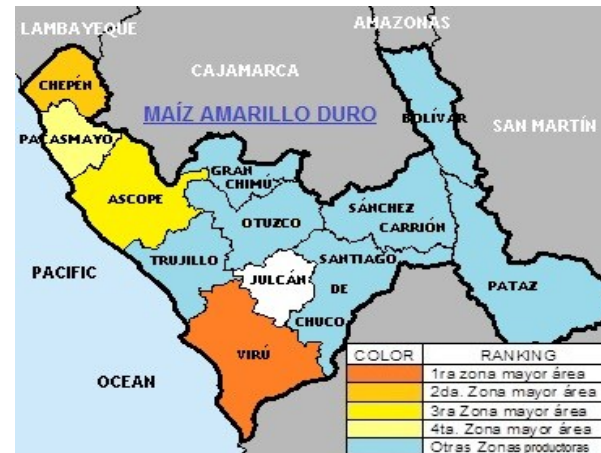 LAMBAYEQUE
AMAZONAS
CAJAMARCA
CHEPÉN
MAÍZ AMARILLO DURO
BOLÍVAR
SAN MARTÍN
PACASMAYO
GRAN
CHIMÚ
ASCOPE
SÁNCHEZ
CARRIÓN
OTUZCO
TRUJILLO
SANTIAGO
DE
CHUCO
PACIFIC
JULCÁN
PATAZ
VIRÚ
OCEAN
COLOR RANKING
1ra zona mayor área
2da. Zona mayor área
3ra Zona mayor área
4ta. Zona mayor área
Otras Zonas productoras